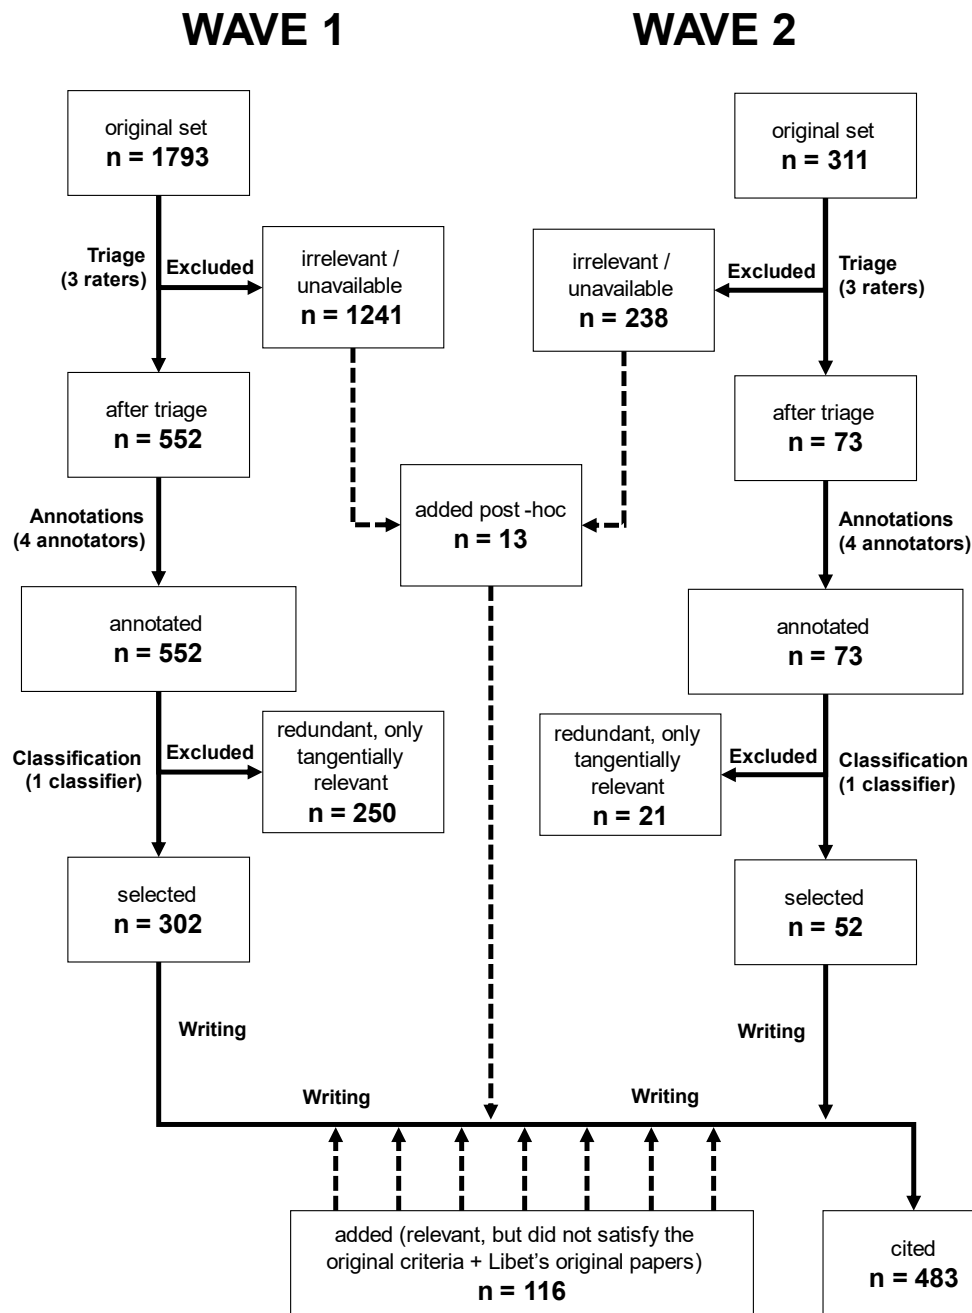 WAVE 1
WAVE 2
original set
n = 1793
original set
n = 311
Triage
(3 raters)
Excluded
irrelevant /
unavailable
n = 1241
irrelevant /
unavailable
n = 238
Excluded
Triage
(3 raters)
after triage
n = 552
after triage
n = 73
added post -hoc
n = 13
Annotations
(4 annotators)
Annotations
(4 annotators)
annotated
n = 552
annotated
n = 73
Classification
(1 classifier)
Excluded
redundant, only
tangentially
relevant
n = 250
redundant, only
tangentially
relevant
n = 21
Excluded
Classification
(1 classifier)
selected
n = 302
selected
n = 52
Writing
Writing
Writing
Writing
added (relevant, but did not satisfy the
original criteria + Libet's original papers)
n = 116
cited
n = 483